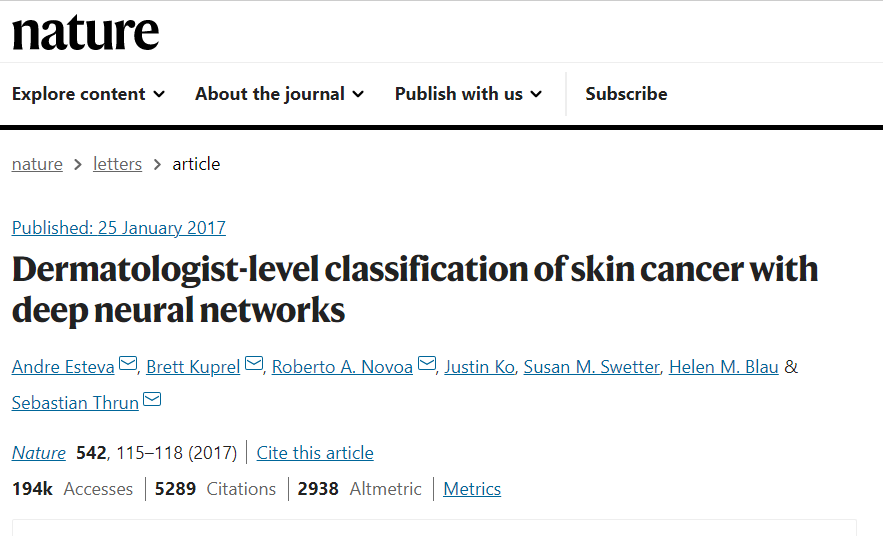 nature
Explore content About the journal Publish with us Subscribe
nature > letters > article
Published: 25 January 2017
Dermatologist-level classification of skin cancer with
deep neural networks
Andre Esteva, Brett Kuprel, Roberto A. Novoa, Justin Ko, Susan M. Swetter, Helen M. Blau &
Sebastian Thrun
Nature 542, 115–118 (2017) Cite this article
194k Accesses 5289 Citations 2938 Altmetric Metrics